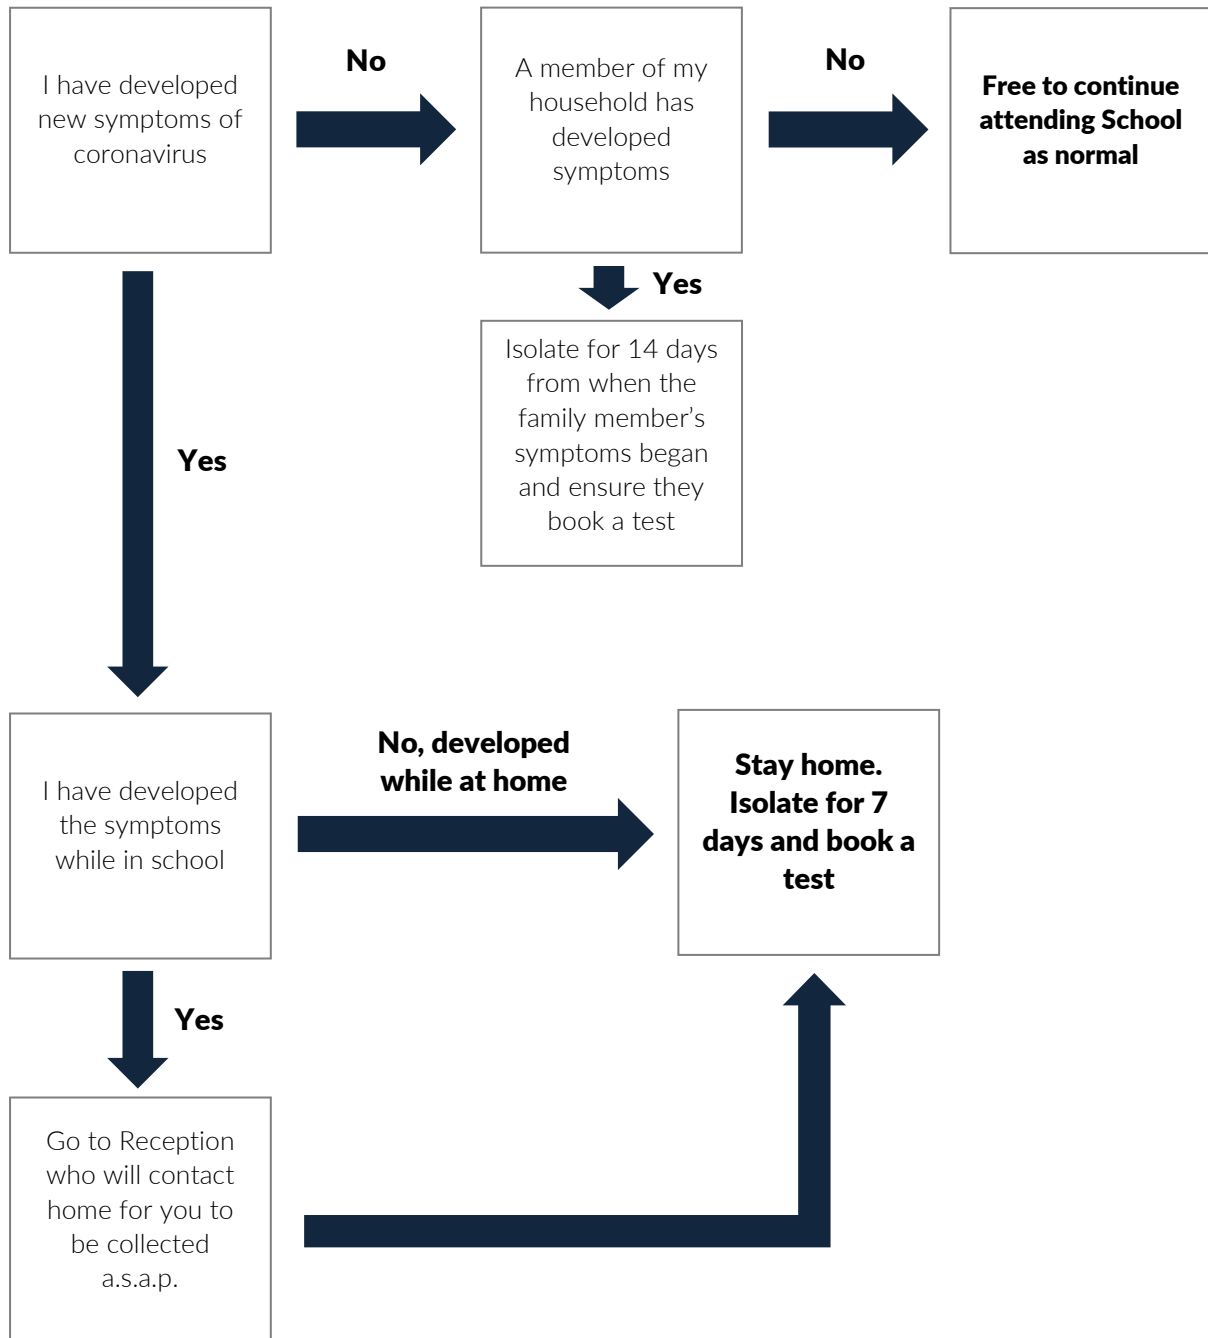 I have developed
new symptoms of
coronavirus
No
A member of my
household has
developed
symptoms
No
Free to continue
attending School
as normal
Yes
Isolate for 14 days
from when the
family member’s
symptoms began
and ensure they
book a test
Yes
I have developed
the symptoms
while in school
No, developed
while at home
Stay home.
Isolate for 7
days and book a
test
Yes
Go to Reception
who will contact
home for you to
be collected
a.s.a.p.